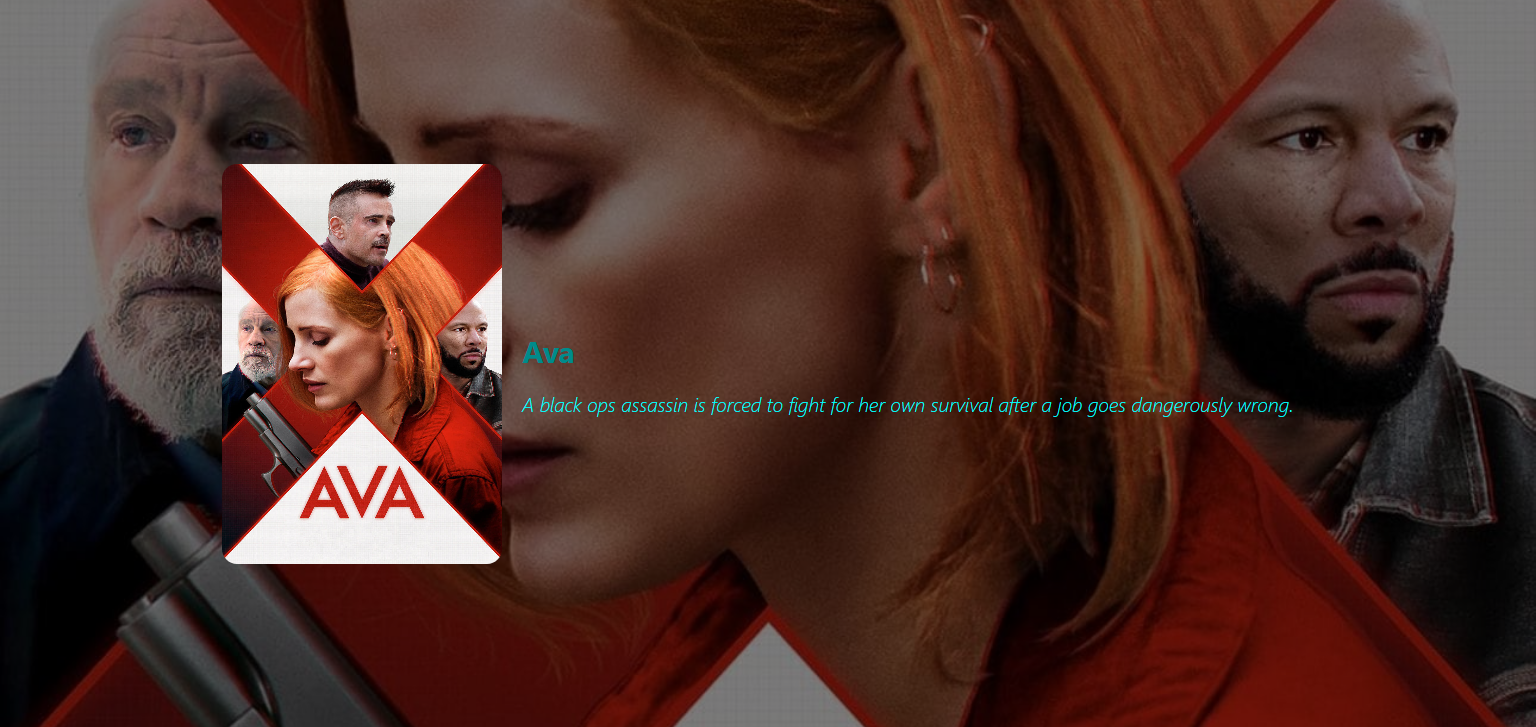 AVA
Ava
A black ops assassin is forced to fight for her own survival after a job goes dangerously wrong.